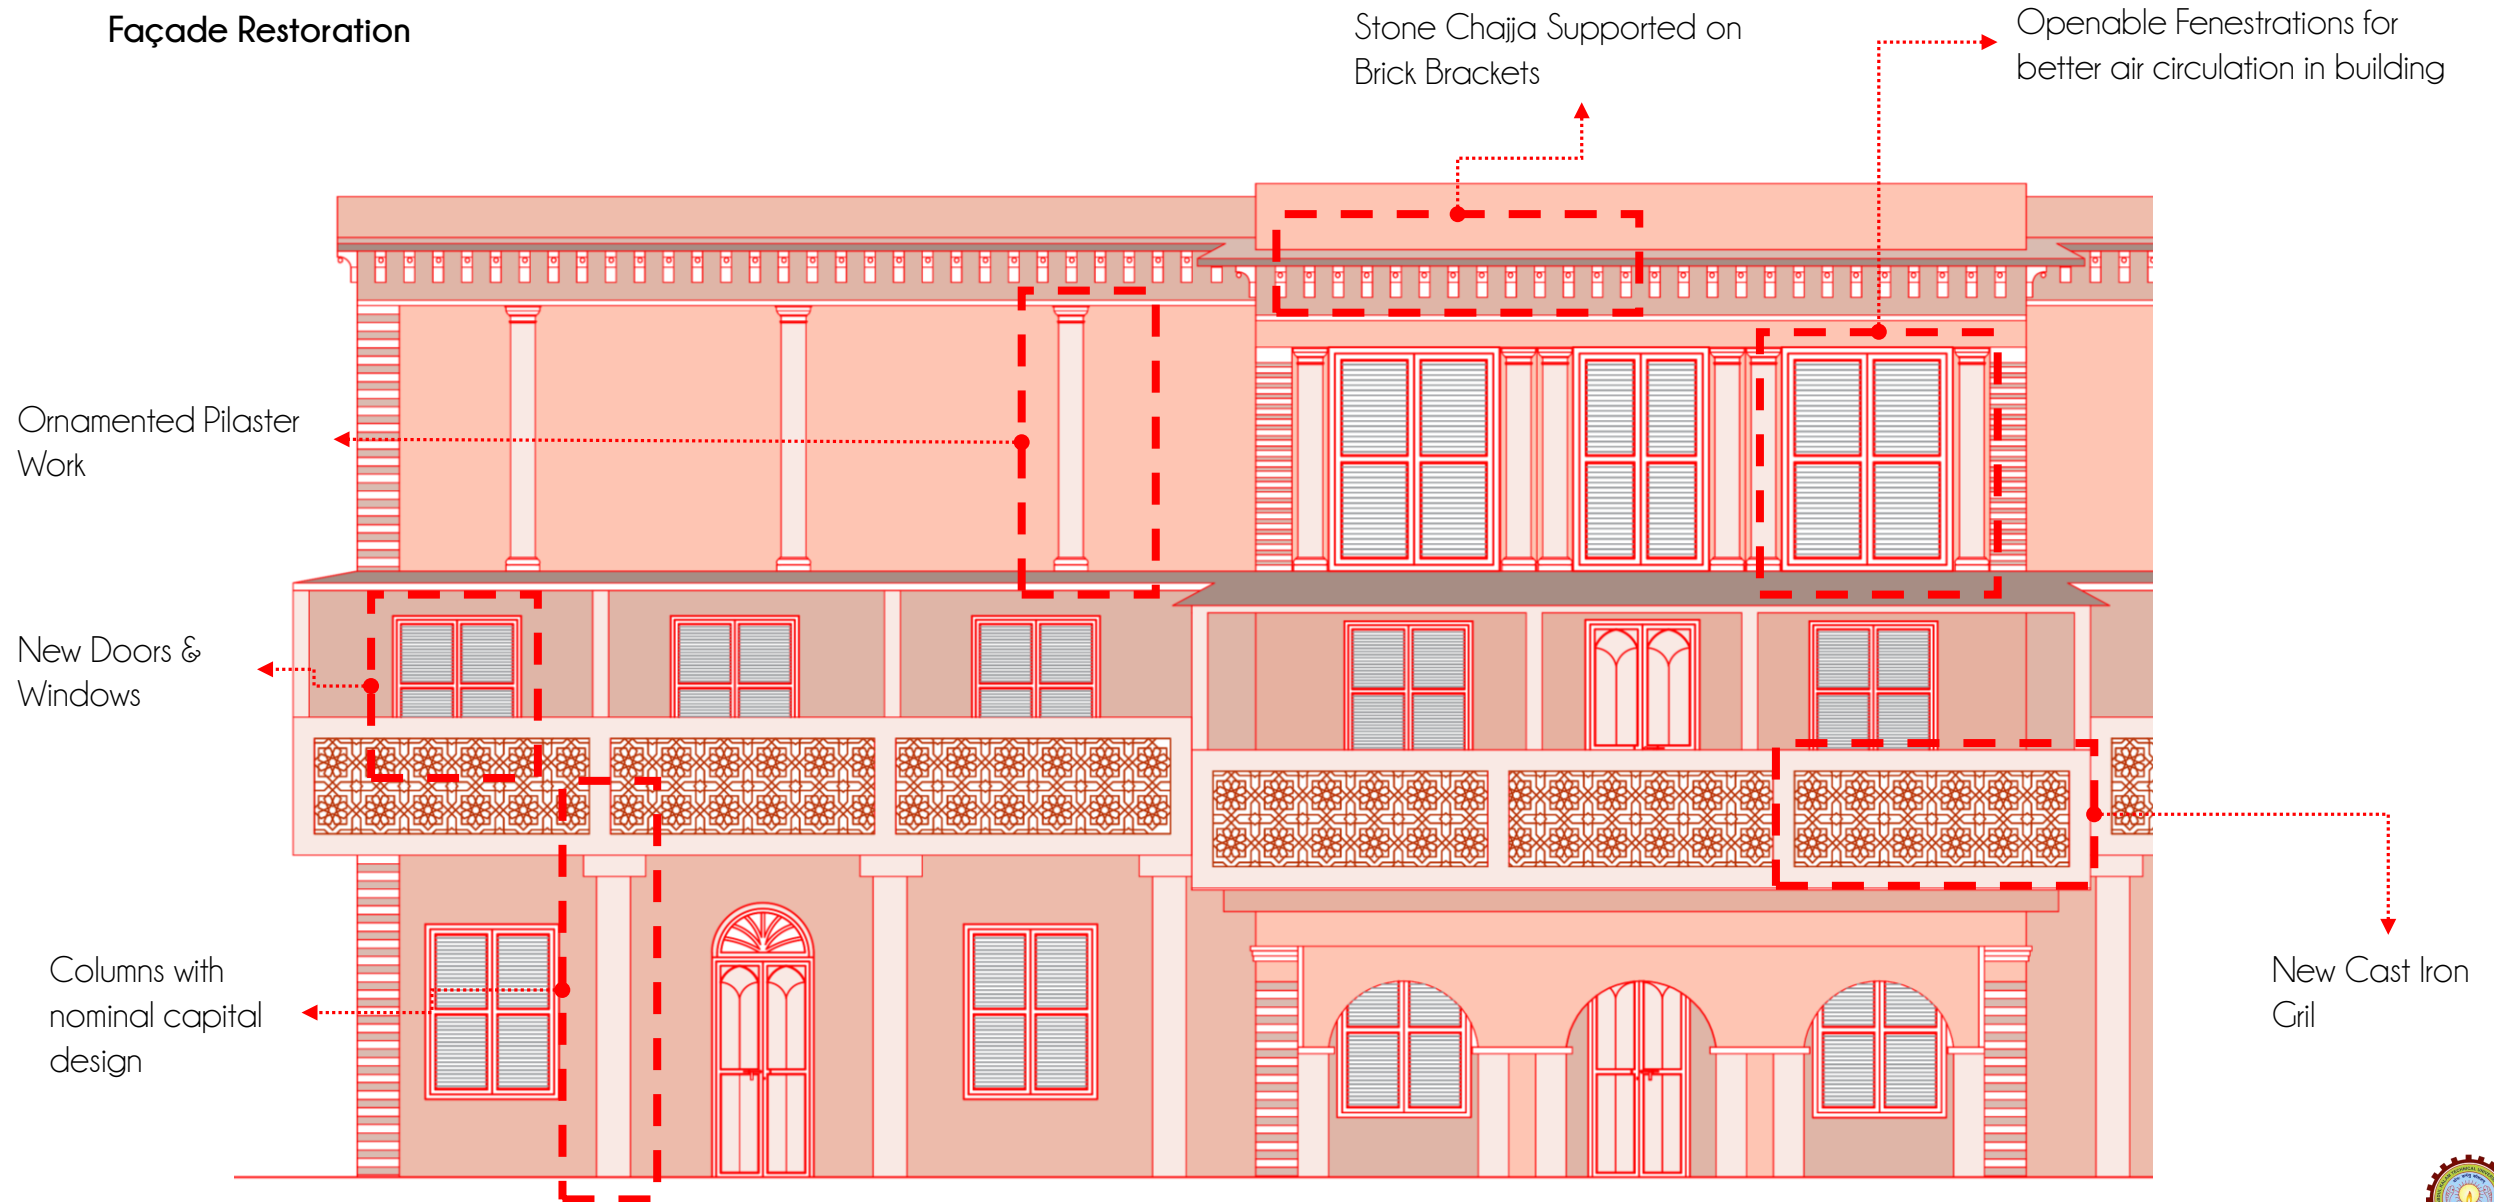 Façade Restoration
Stone Chajja Supported on
Brick Brackets
Openable Fenestrations for
better air circulation in building
Ornamented Pilaster
Work
New Doors &
Windows
Columns with
nominal capital
design
New Cast Iron
Gril